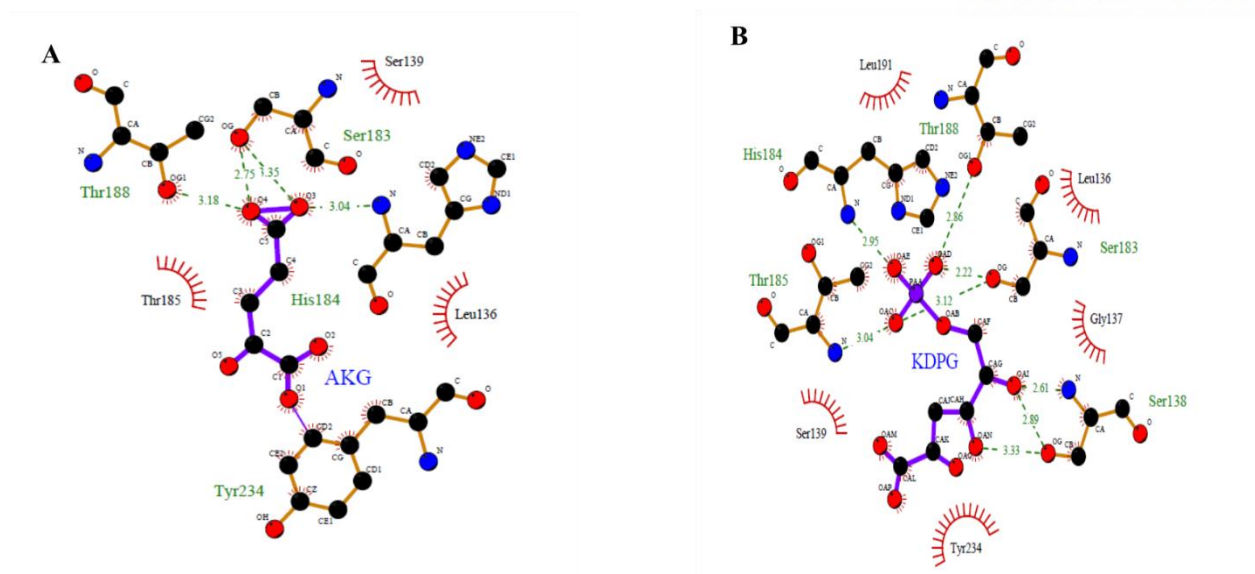 A
O
C
CG2
CA
N
CB
OG1
Thr188
3.18
CB
N
OG
CA
Ser183
C
O
2.75
3.35
Ser139
O4
O3
3.04
C5
C4
C3
C2
O5
C1
O2
O1
AKG
NE2
CD2
CE1
ND1
CG
N
CA
CB
C
O
His184
Thr185
Leu136
CB
CA
C
O
N
CD2
CG
CE2
CD1
CZ
CE1
OH
Tyr234
B
Leu191
C
O
CA
N
Thr188
CB
CG2
OG1
His184
C
O
CA
CB
CG
CD2
NE2
ND1
CE1
N
2.95
2.86
Leu136
O
C
CA
N
Ser183
OG
CB
2.22
3.12
OAE
OAD
PAA
OAB
OG1
CG2
Thr185
CB
O
CA
C
N
3.04
Gly137
KDPG
CAF
CAG
OAI
2.61
N
Ser138
C
O
CA
2.89
OG
CB
3.33
CAJ
CAH
OAN
CAK
OAM
CAL
OAP
Ser139
Tyr234